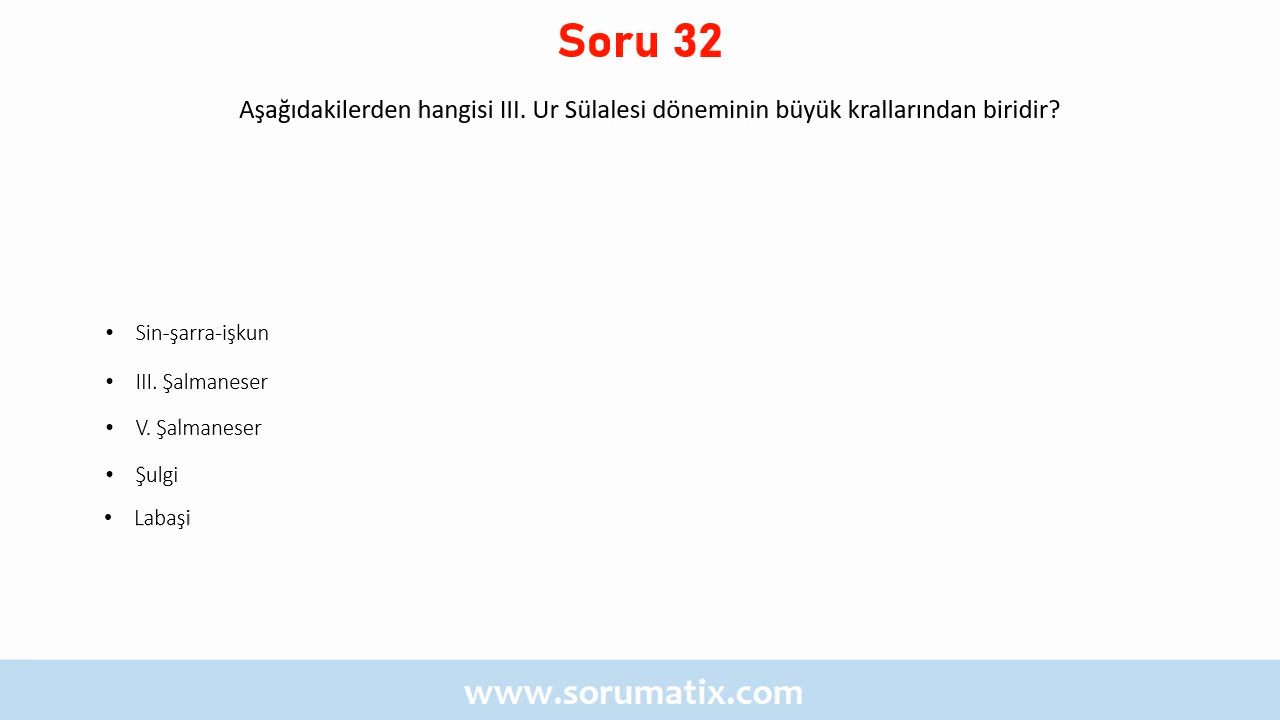 Soru 32
Aşağıdakilerden hangisi III. Ur Sülalesi döneminin büyük krallarından biridir?
• Sin-şarra-işkun
• III. Şalmaneser
• V. Şalmaneser
• Şulgi
• Labaşi
www.sorumatix.com